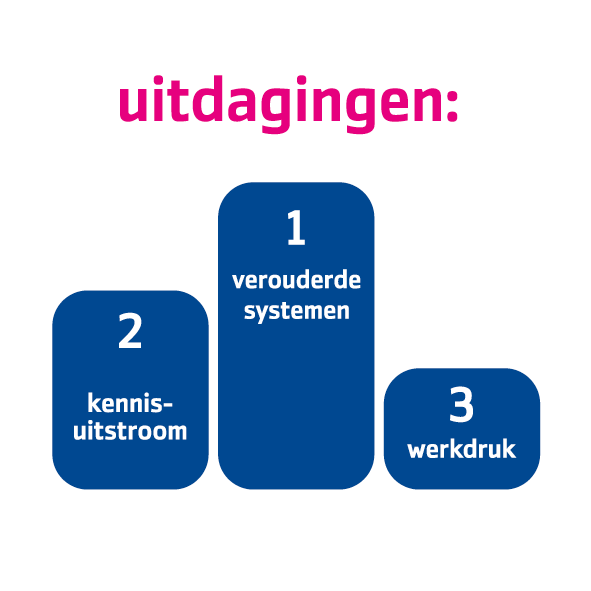 uitdagingen:
1
verouderde
systemen
2
kennis-
uitstroom
3
werkdruk